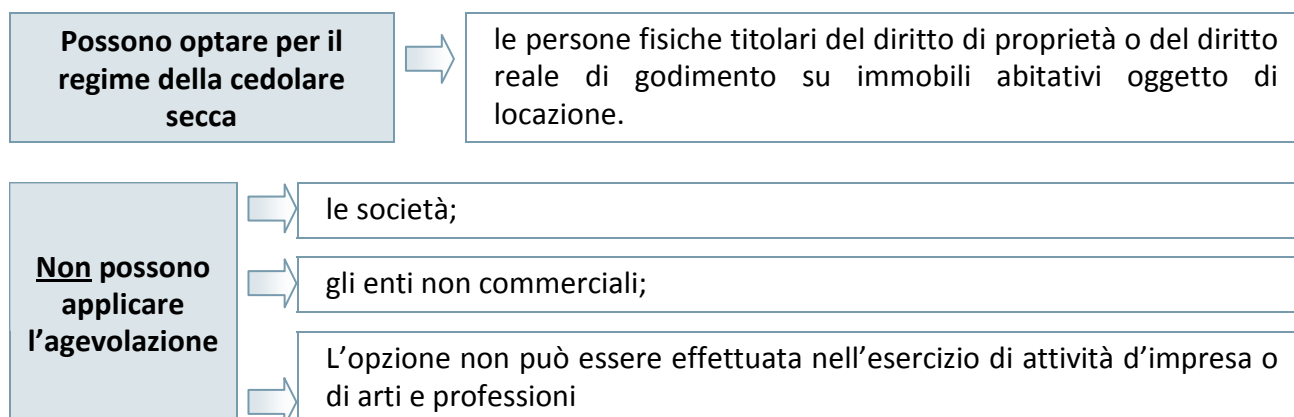 Possono optare per il
regime della cedolare
secca
le persone fisiche titolari del diritto di proprietà o del diritto
reale di godimento su immobili abitativi oggetto di
locazione.
Non possono
applicare
l’agevolazione
le società;
gli enti non commerciali;
L’opzione non può essere effettuata nell’esercizio di attività d’impresa o
di arti e professioni